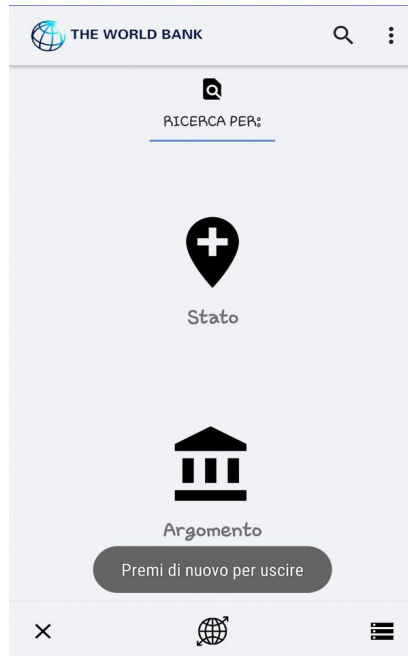 THE WORLD BANK
RICERCA PER:
Stato
Argomento
Premi di nuovo per uscire